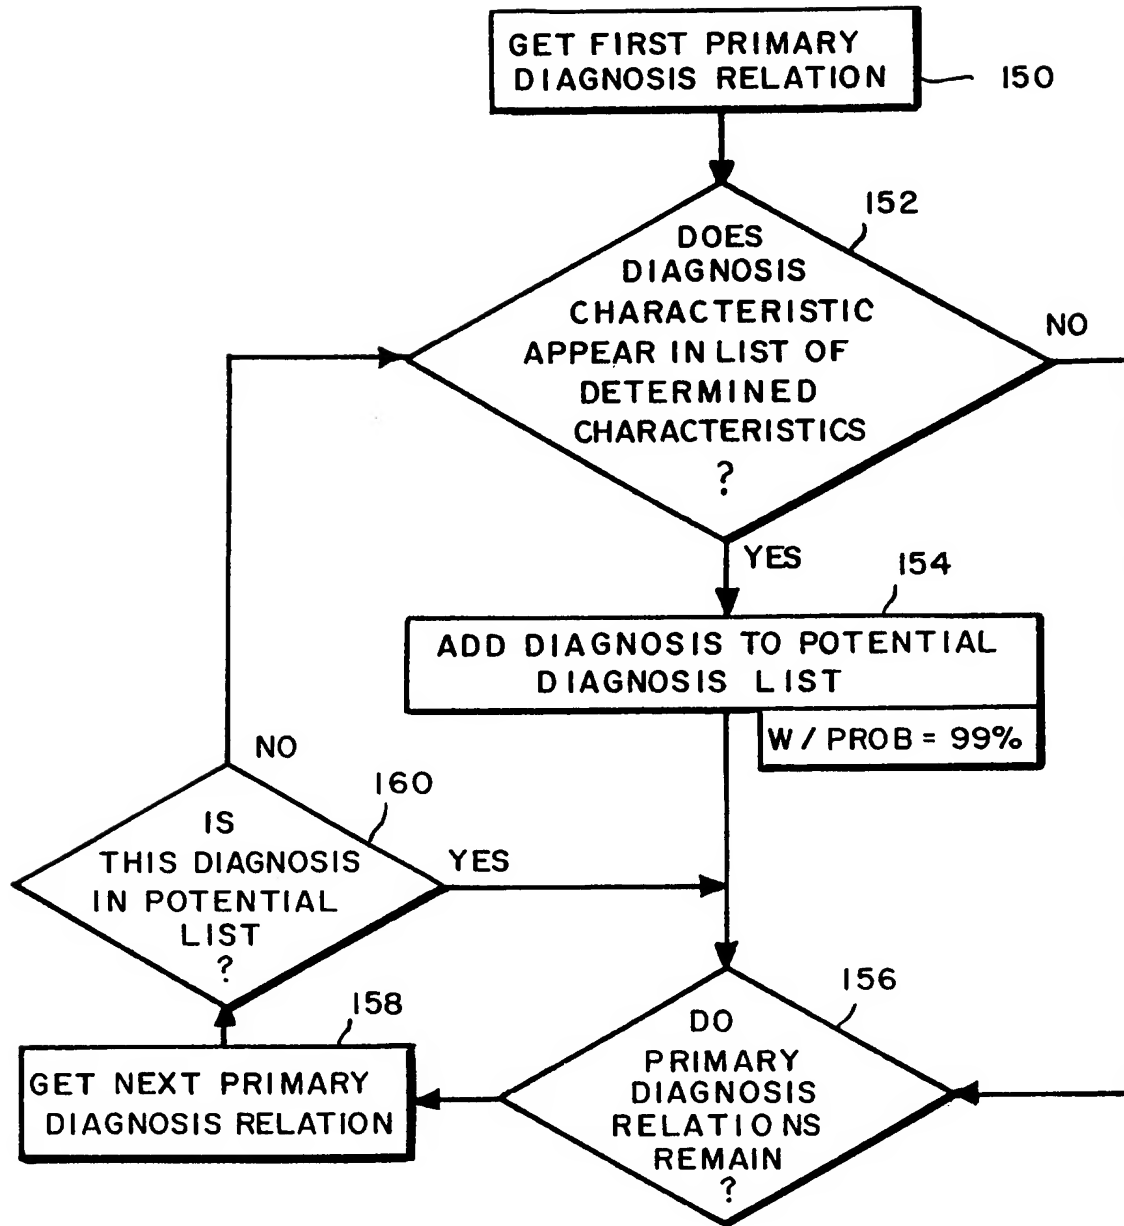 GET FIRST PRIMARY
DIAGNOSIS RELATION
150
152
DOES
DIAGNOSIS
CHARACTERISTIC
APPEAR IN LIST OF
DETERMINED
CHARACTERISTICS
?
NO
YES
154
ADD DIAGNOSIS TO POTENTIAL
DIAGNOSIS LIST
W/PROB = 99%
NO
160
IS
THIS DIAGNOSIS
IN POTENTIAL
LIST
?
YES
156
DO
PRIMARY
DIAGNOSIS
RELATIONS
REMAIN
?
158
GET NEXT PRIMARY
DIAGNOSIS RELATION